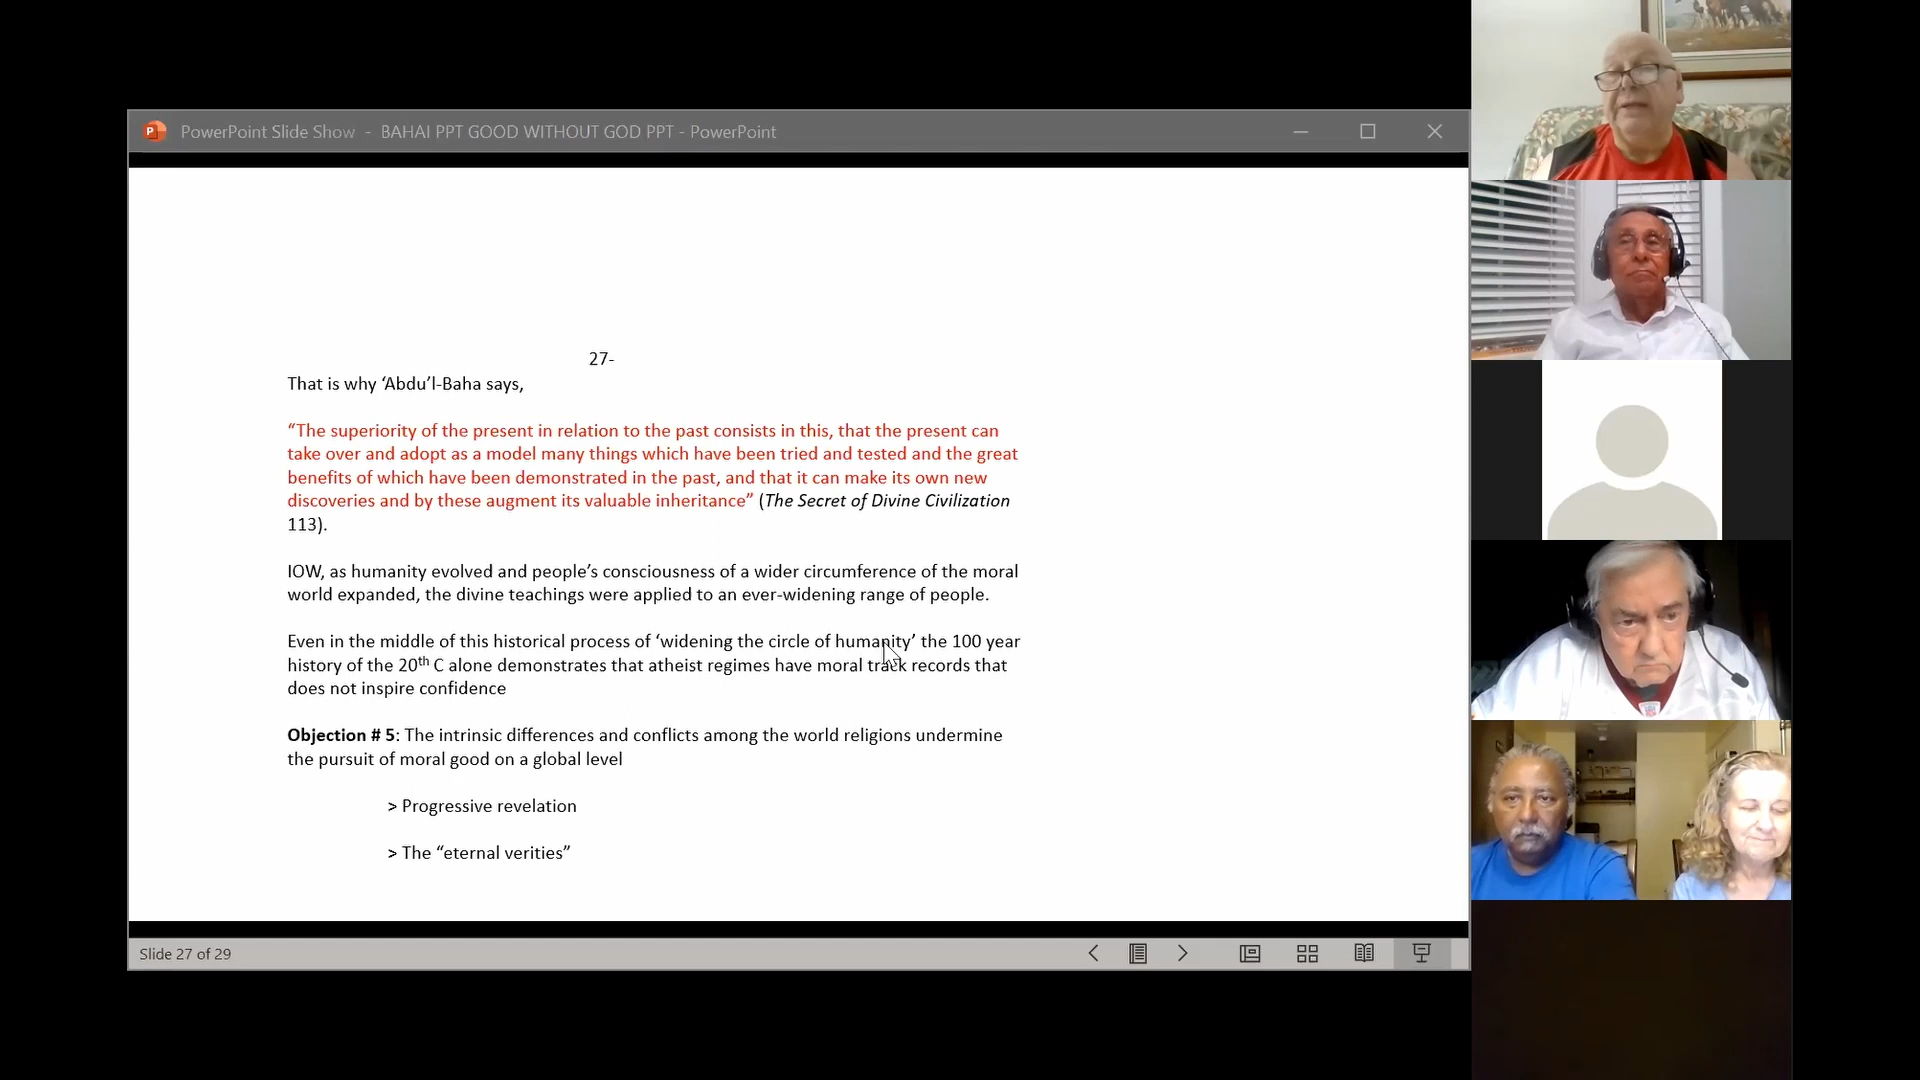 PowerPoint Slide Show - BAHAI PPT GOOD WITHOUT GOD PPT - PowerPoint
27-
That is why ‘Abdu’l-Baha says,
“The superiority of the present in relation to the past consists in this, that the present can
take over and adopt as a model many things which have been tried and tested and the great
benefits of which have been demonstrated in the past, and that it can make its own new
discoveries and by these augment its valuable inheritance” (The Secret of Divine Civilization
113).
IOW, as humanity evolved and people’s consciousness of a wider circumference of the moral
world expanded, the divine teachings were applied to an ever-widening range of people.
Even in the middle of this historical process of ‘widening the circle of humanity’ the 100 year
history of the 20th C alone demonstrates that atheist regimes have moral track records that
does not inspire confidence
Objection # 5: The intrinsic differences and conflicts among the world religions undermine
the pursuit of moral good on a global level
> Progressive revelation
> The “eternal verities”
Slide 27 of 29